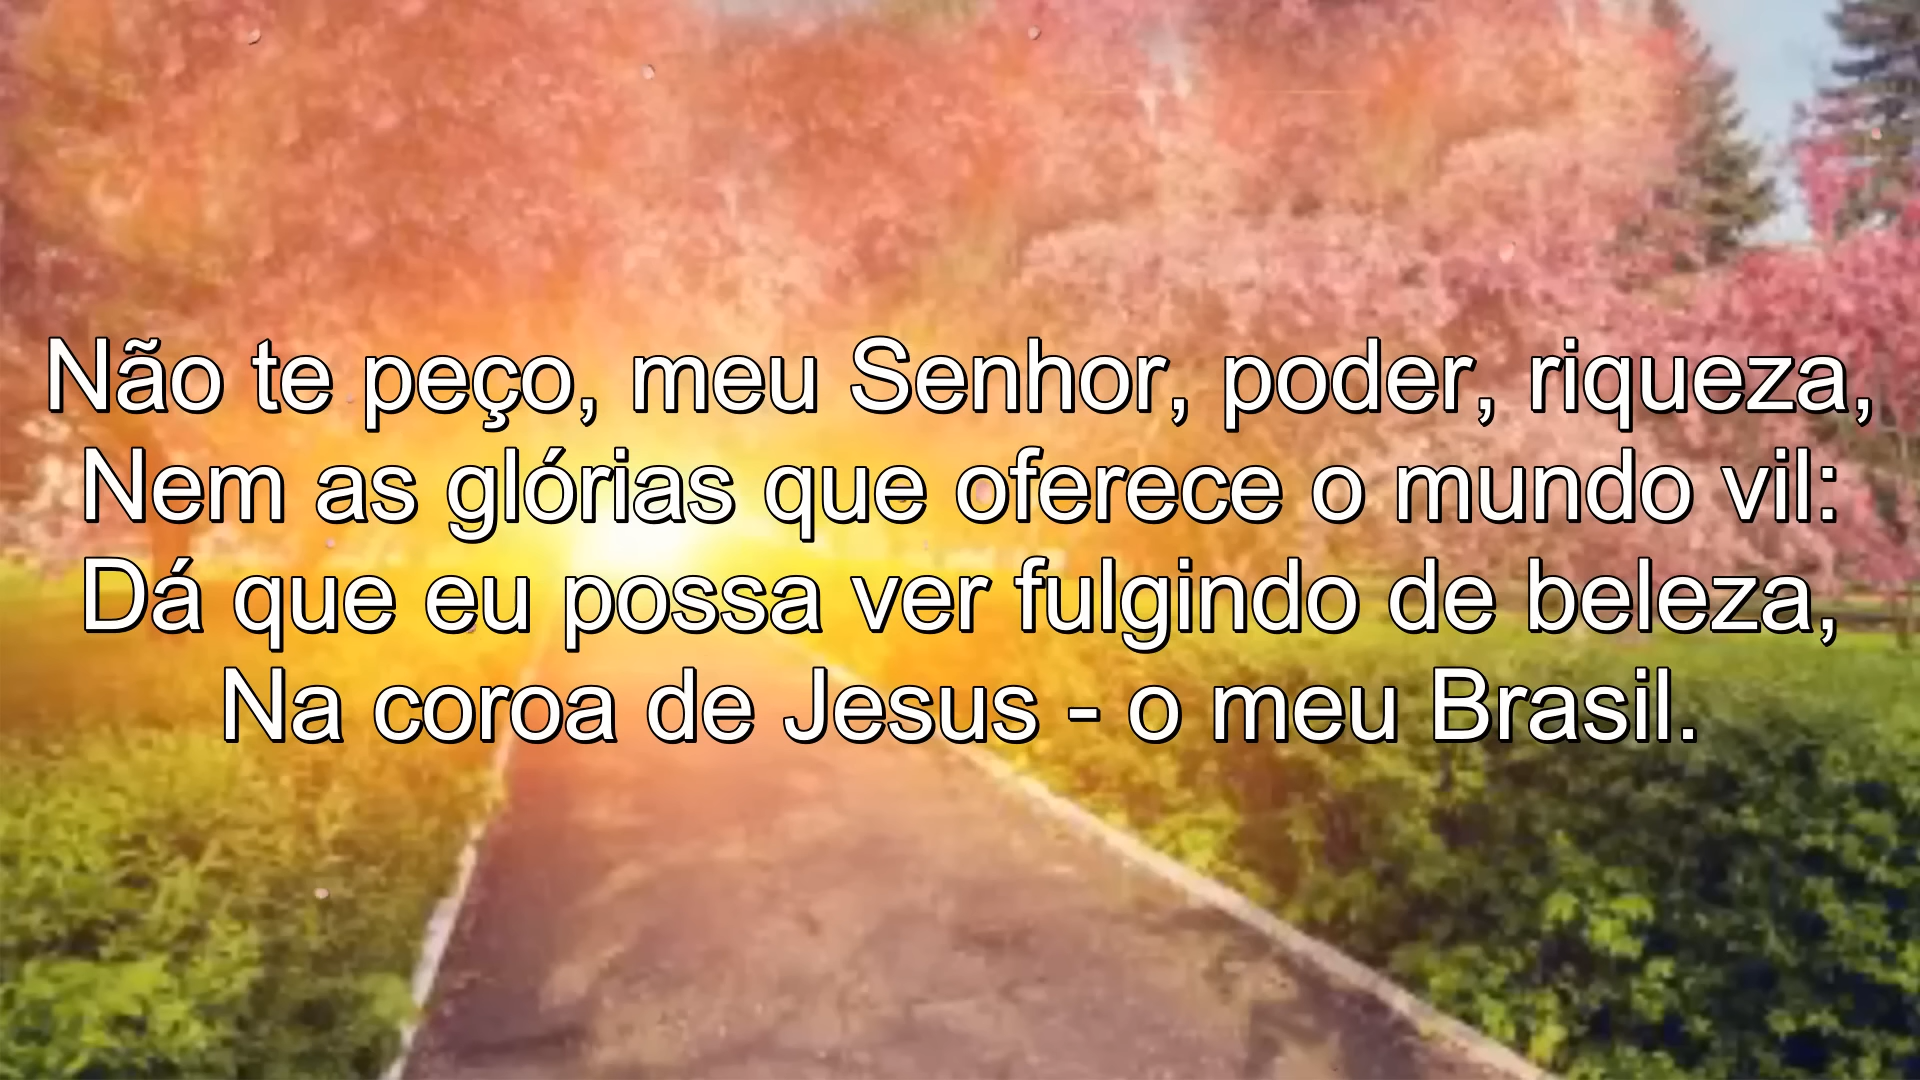 Não te peço, meu Senhor, poder, riqueza,
Nem as glórias que oferece o mundo vil:
Dá que eu possa ver fulgindo de beleza,
Na coroa de Jesus - o meu Brasil.